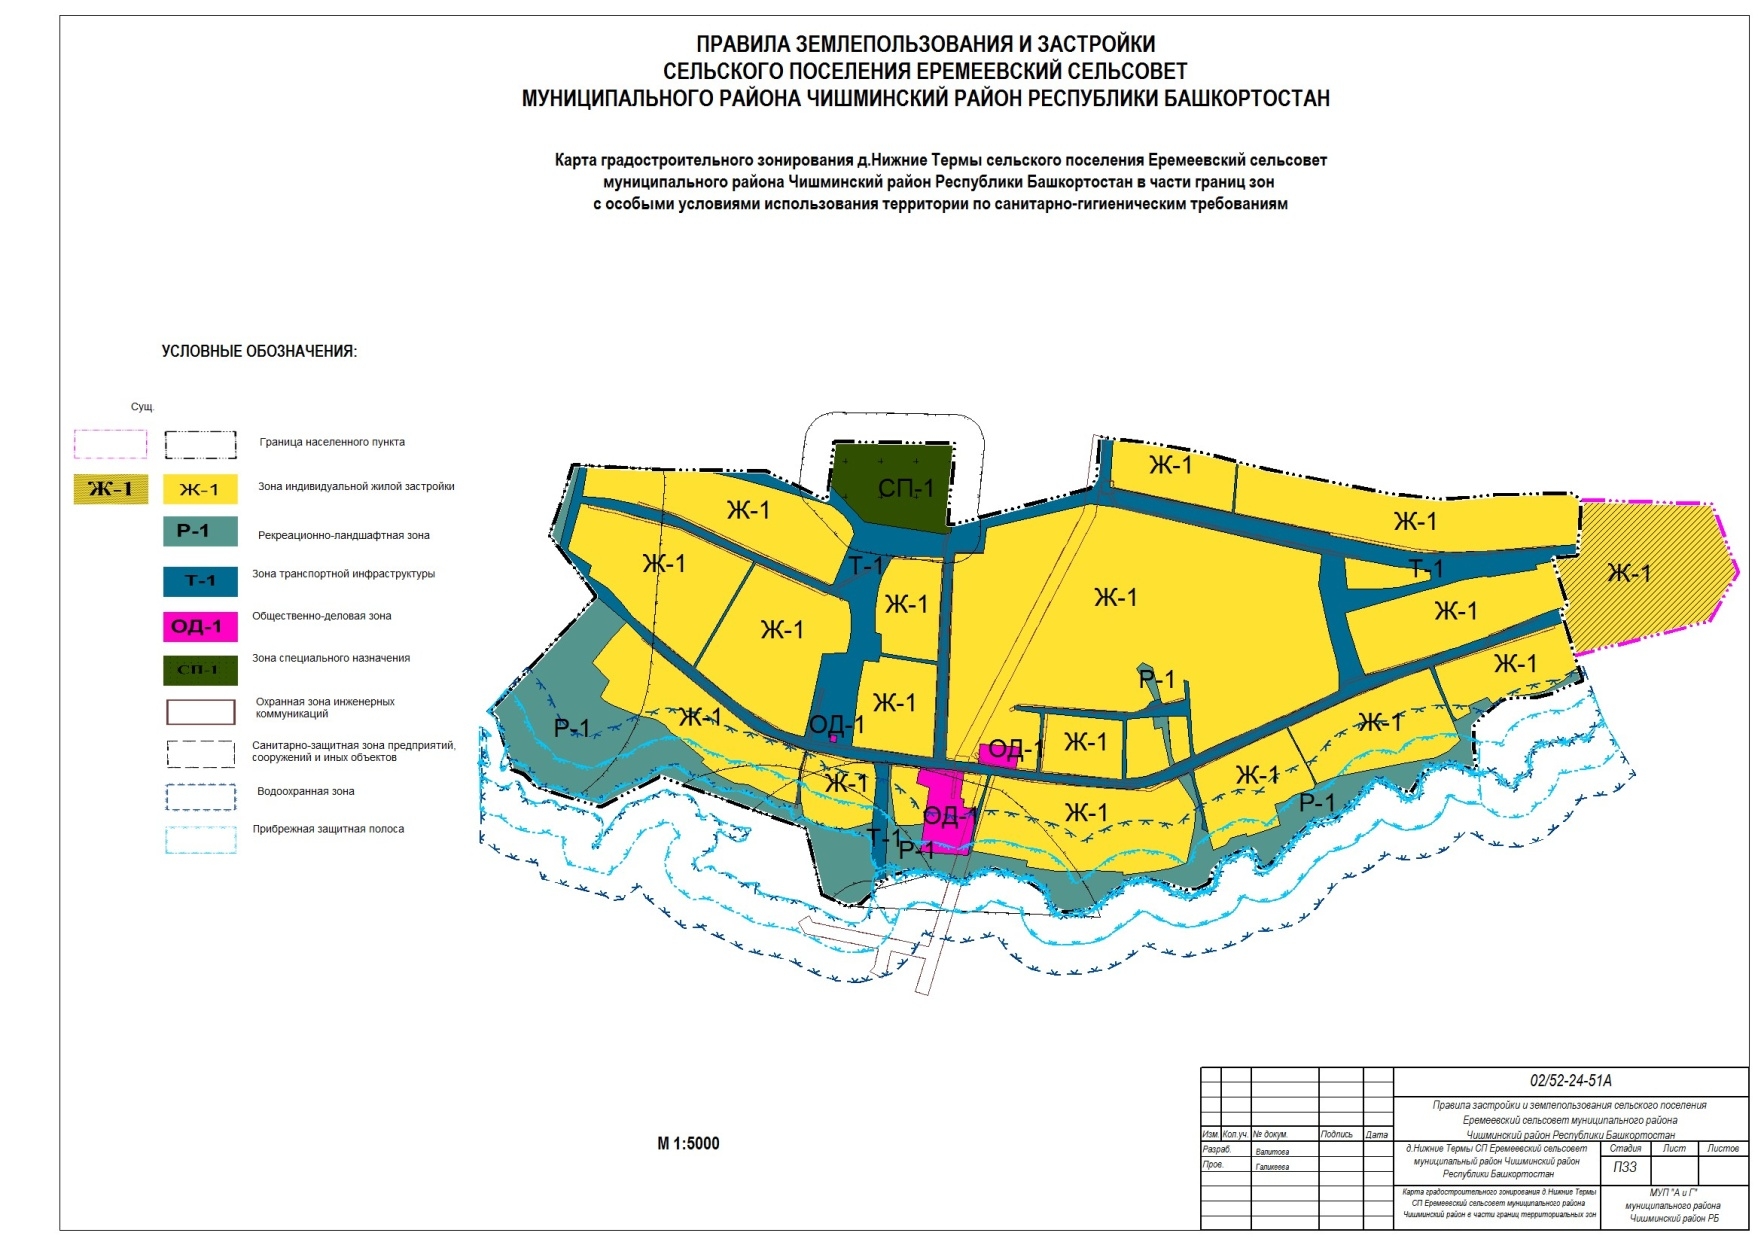 ПРАВИЛА ЗЕМЛЕПОЛЬЗОВАНИЯ И ЗАСТРОЙКИ
СЕЛЬСКОГО ПОСЕЛЕНИЯ ЕРЕМЕЕВСКИЙ СЕЛЬСОВЕТ
МУНИЦИПАЛЬНОГО РАЙОНА ЧИШМИНСКИЙ РАЙОН РЕСПУБЛИКИ БАШКОРТОСТАН
Карта градостроительного зонирования д.Нижние Термы сельского поселения Еремеевский сельсовет
муниципального района Чишминский район Республики Башкортостан в части границ зон
с особыми условиями использования территории по санитарно-гигиеническим требованиям
УСЛОВНЫЕ ОБОЗНАЧЕНИЯ:
Сущ.
Граница населенного пункта
Ж-1
Ж-1
Зона индивидуальной жилой застройки
Р-1
Рекреационно-ландшафтная зона
Т-1
Зона транспортной инфраструктуры
ОД-1
Общественно-деловая зона
СП-1
Зона специального назначения
Охранная зона инженерных
коммуникаций
Санитарно-защитная зона предприятий,
сооружений и иных объектов
Водоохранная зона
Прибрежная защитная полоса
Ж-1
СП-1
Ж-1
Ж-1
Ж-1
Т-1
Т-1
Ж-1
Ж-1
Ж-1
Ж-1
Ж-1
Ж-1
Ж-1
Р-1
Ж-1
Ж-1
Ж-1
ОД-1
Р-1
Ж-1
ОД-1
Ж-1
Ж-1
Ж-1
Р-1
ОД-1
Ж-1
Т-1
Р-1
М 1:5000
02/52-24-51А
Правила застройки и землепользования сельского поселения
Еремеевский сельсовет муниципального района
Чишминский район Республики Башкортостан
Изм. Кол.уч. № докум. Подпись Дата
Разраб. Валитова
Пров. Галикеева
д.Нижние Термы СП Еремеевский сельсовет
муниципальный район Чишминский район
Республики Башкортостан
Стадия Лист Листов
ПЗЗ
Карта градостроительного зонирования д.Нижние Термы
СП Еремеевский сельсовет муниципального района
Чишминский район в части границ территориальных зон
МУП "А и Г"
муниципального района
Чишминский район РБ